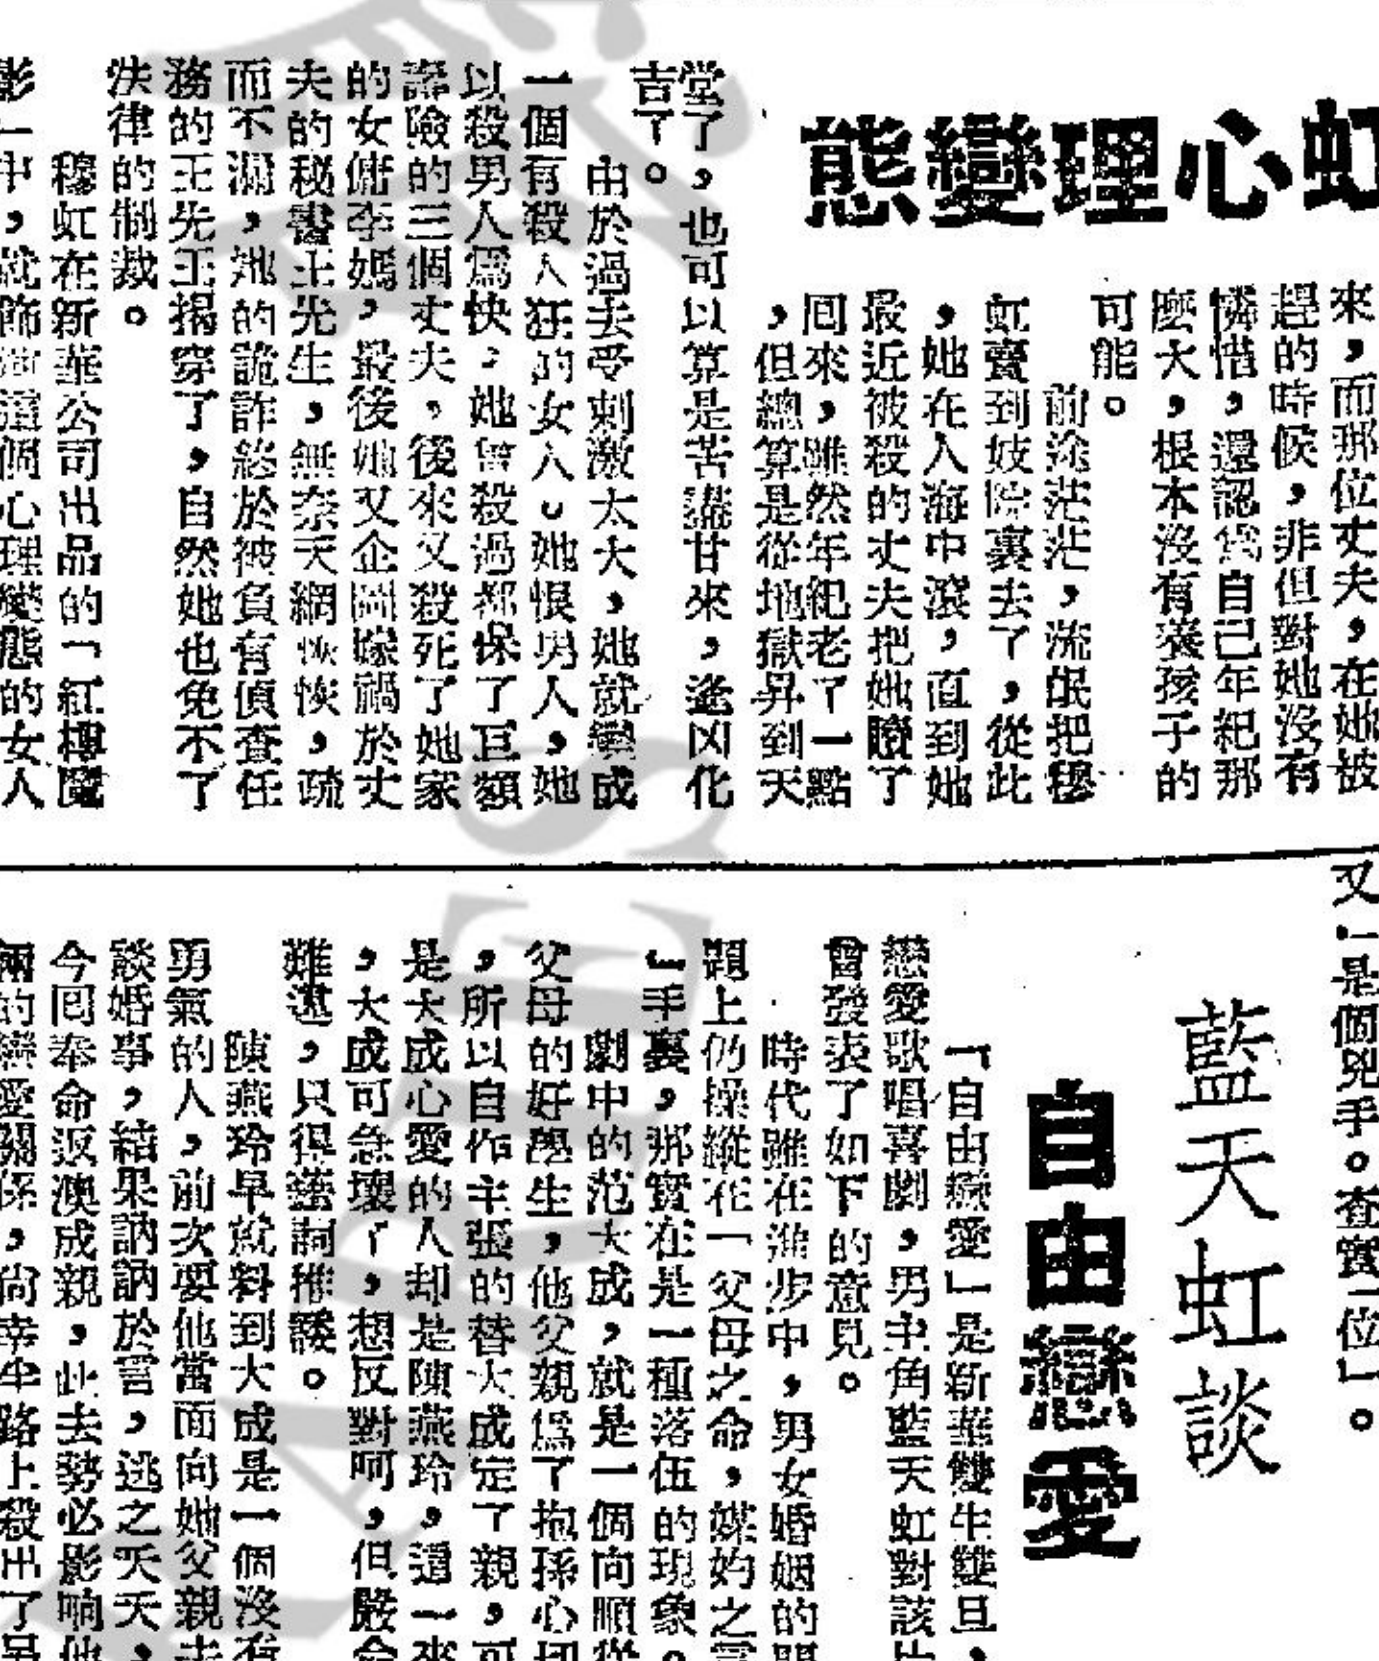 虹心理變態
來，而那位丈夫，在她被
趕的時候，非但對她沒有
憐惜，還認爲自己年紀那
麼大，根本沒有養孩子的
可能。
前途茫茫，流氓把穆
虹賣到妓院裏去了，從此
，她在人海中滾，直到她
最近被殺的丈夫把她贖了
囘來，雖然年紀老了一點
，但總算是從地獄昇到天
堂了，也可以算是苦盡甘來，逢凶化
吉了。
由於過去受刺激太大，她就變成
一個有殺人狂的女人。她恨男人，她
以殺男人爲快，她曾殺過都保了巨額
壽險的三個丈夫，後來又殺死了她家
的女傭李媽，最後她又企圖嫁禍於丈
夫的秘書王先生，無奈天網恢恢，疏
而不漏，她的詭詐終於被負有偵查任
務的王先生揭穿了，自然她也免不了
法律的制裁。
穆虹在新華公司出品的「紅樽魔
影」中，就飾演這個心理變態的女人
又一是個兇手。查實一位」。
藍天虹談
自由戀愛
「自由戀愛」是新華雙生雙旦，
戀愛歌唱喜劇，男主角藍天虹對該片
曾發表了如下的意見。
時代雖在進步中，男女婚姻的問
題上仍操縱在「父母之命，媒妁之言
」手裏，那實在是一種落伍的現象。
劇中的范大成，就是一個向順從
父母的好學生，他父親爲了抱孫心切
，所以自作主張的替大成定了親，可
是大成心愛的人却是陳燕玲，這一來
，大成可急壞了，想反對呵，但嚴命
難違，只得藉詞推諉。
陳燕玲早就料到大成是一個沒有
勇氣的人，前次要他當面向她父親去
談婚事，結果訥訥於言，逃之夭夭，
今囘奉命返澳成親，此去勢必影响他
倆的戀愛關係，尚幸半路上殺出了另